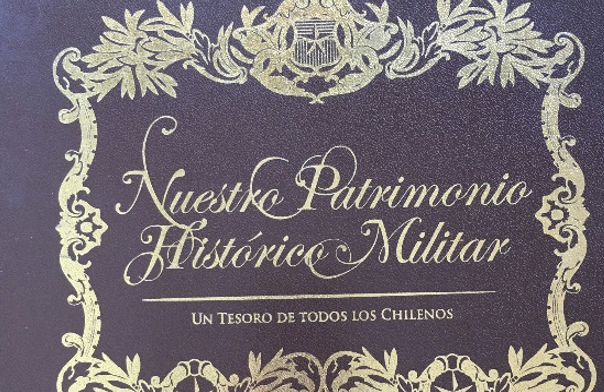 Nuestro Patrimonio
Histórico Militar
Un Tesoro de todos los Chilenos